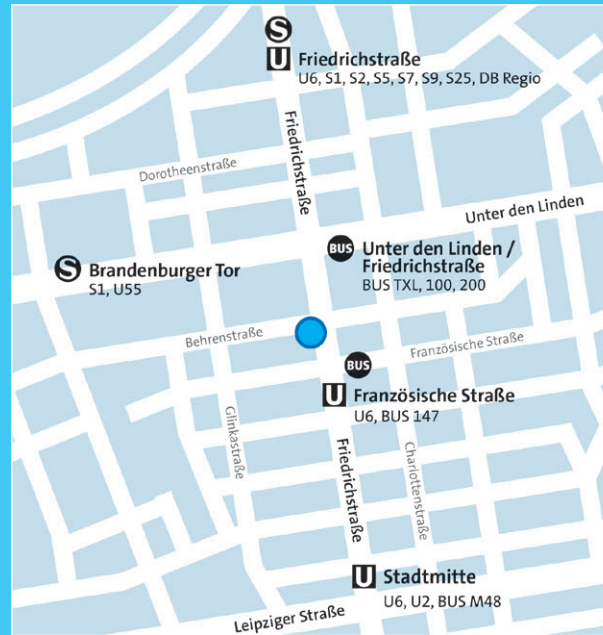 S
U Friedrichstraße
U6, S1, S2, S5, S7, S9, S25, DB Regio
Friedrichstraße
Dorotheenstraße
Unter den Linden
BUS Unter den Linden /
Friedrichstraße
BUS TXL, 100, 200
S Brandenburger Tor
S1, U55
Behrenstraße
Französische Straße
BUS
U Französische Straße
U6, BUS 147
Glinkastraße
Friedrichstraße
Charlottenstraße
U Stadtmitte
U6, U2, BUS M48
Leipziger Straße